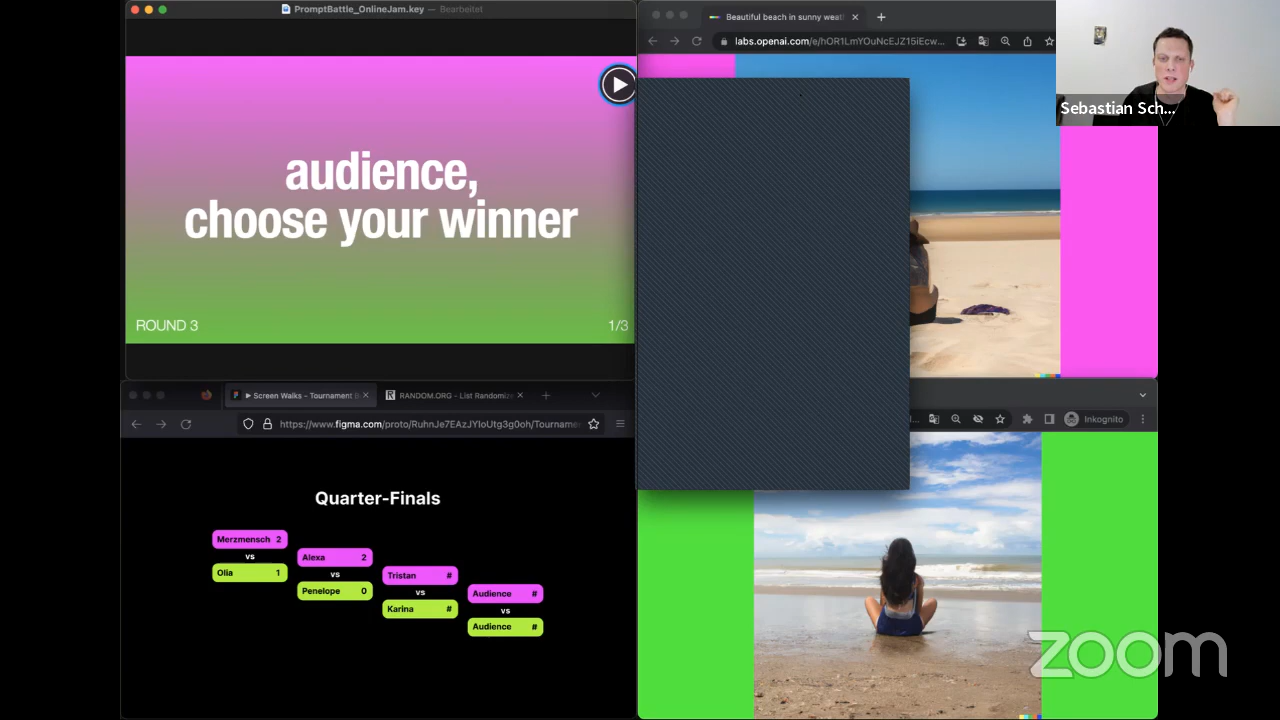 PromptBattle_OnlineJam.key — Bearbeitet
audience,
choose your winner
ROUND 3
1/3
Beautiful beach in sunny weat
labs.openai.com/e/hOR1LmYOuNcEJZ15iEcw...
Sebastian Sch...
Screen Walks – Tournament
RANDOM.ORG - List Randomize
https://www.figma.com/proto/RuhnJe7EAzJYIoUtg3g0oh/Tourname
Quarter-Finals
Merzmensch 2
vs
Olia 1
Alexa 2
vs
Penelope 0
Tristan #
vs
Karina #
Audience #
vs
Audience #
Inkognito
zoom